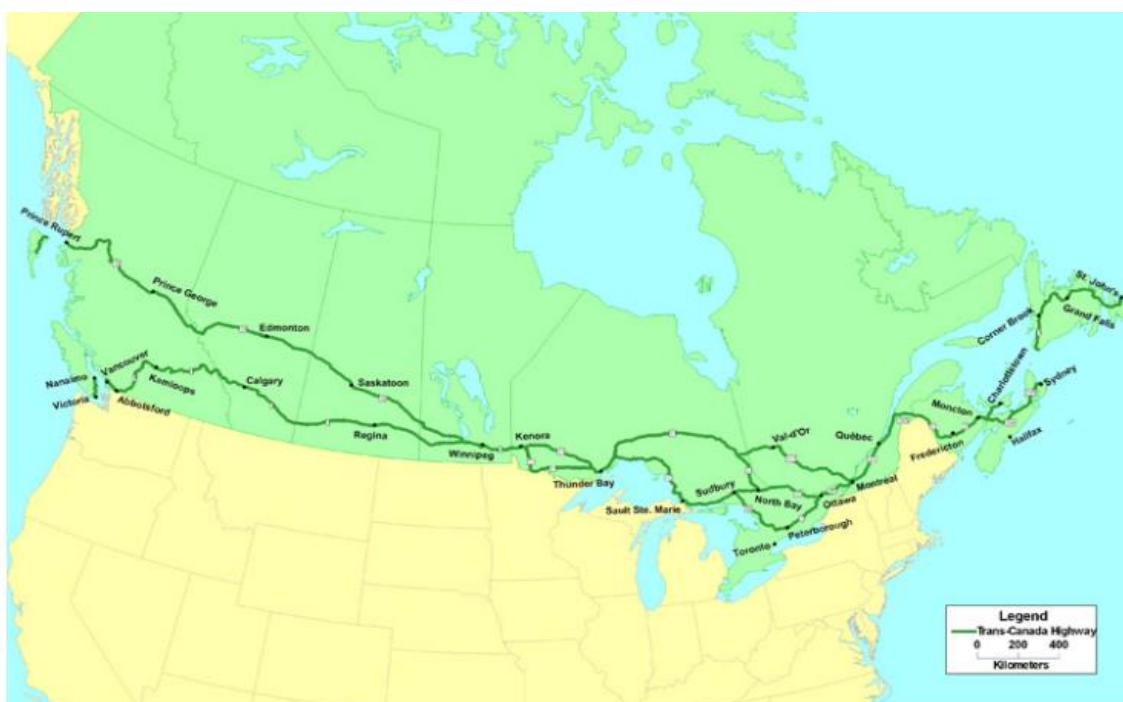 Prince Rupert
Prince George
Edmonton
Saskatoon
Nanaimo
Vancouver
Kamloops
Calgary
Victoria
Abbotsford
Regina
Winnipeg
Kenora
Thunder Bay
Sault Ste. Marie
Sudbury
North Bay
Val-d'Or
Ottawa
Toronto
Peterborough
Montréal
Québec
Fredericton
Moncton
Charlottetown
Halifax
Sydney
Corner Brook
Grand Falls
St. John's
Legend
Trans-Canada Highway
0 200 400
Kilometers